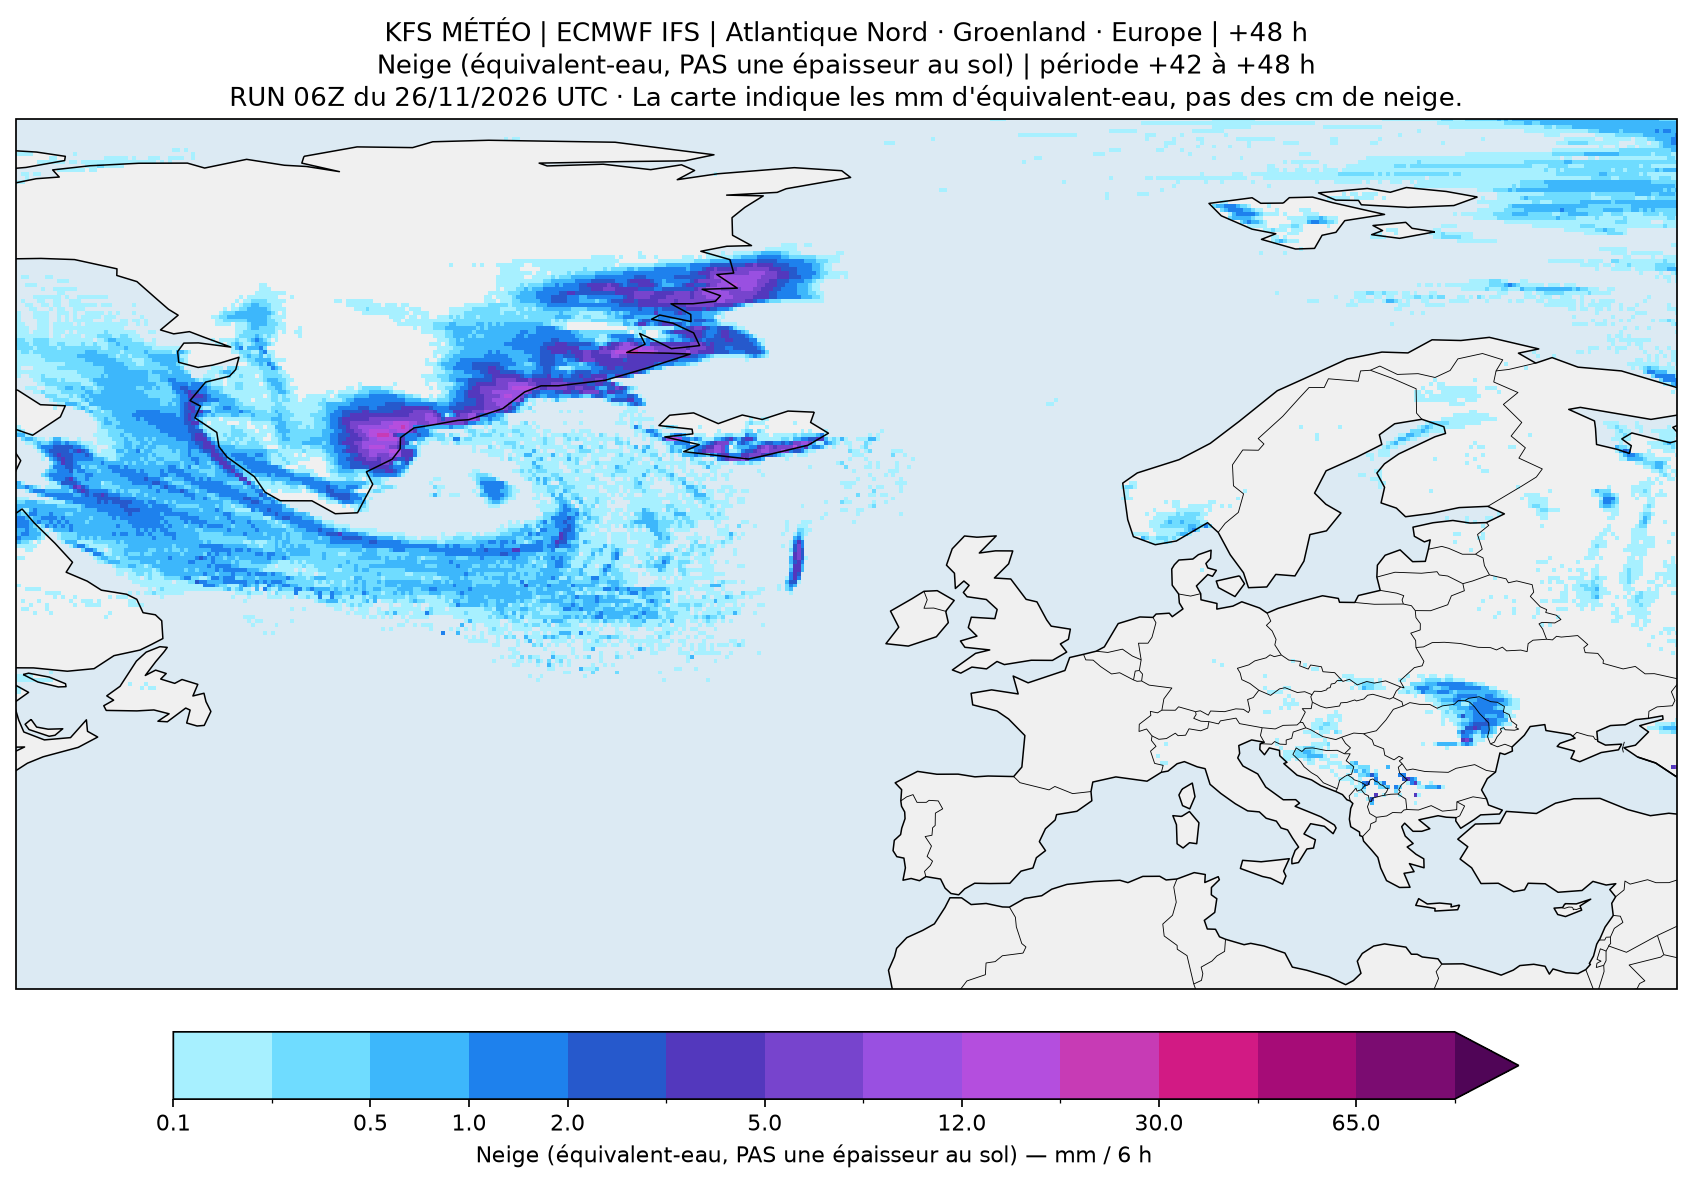 KFS MÉTÉO | ECMWF IFS | Atlantique Nord · Groenland · Europe | +48 h
Neige (équivalent-eau, PAS une épaisseur au sol) | période +42 à +48 h
RUN 06Z du 26/11/2026 UTC · La carte indique les mm d'équivalent-eau, pas des cm de neige.
0.1 0.5 1.0 2.0 5.0 12.0 30.0 65.0
Neige (équivalent-eau, PAS une épaisseur au sol) — mm / 6 h